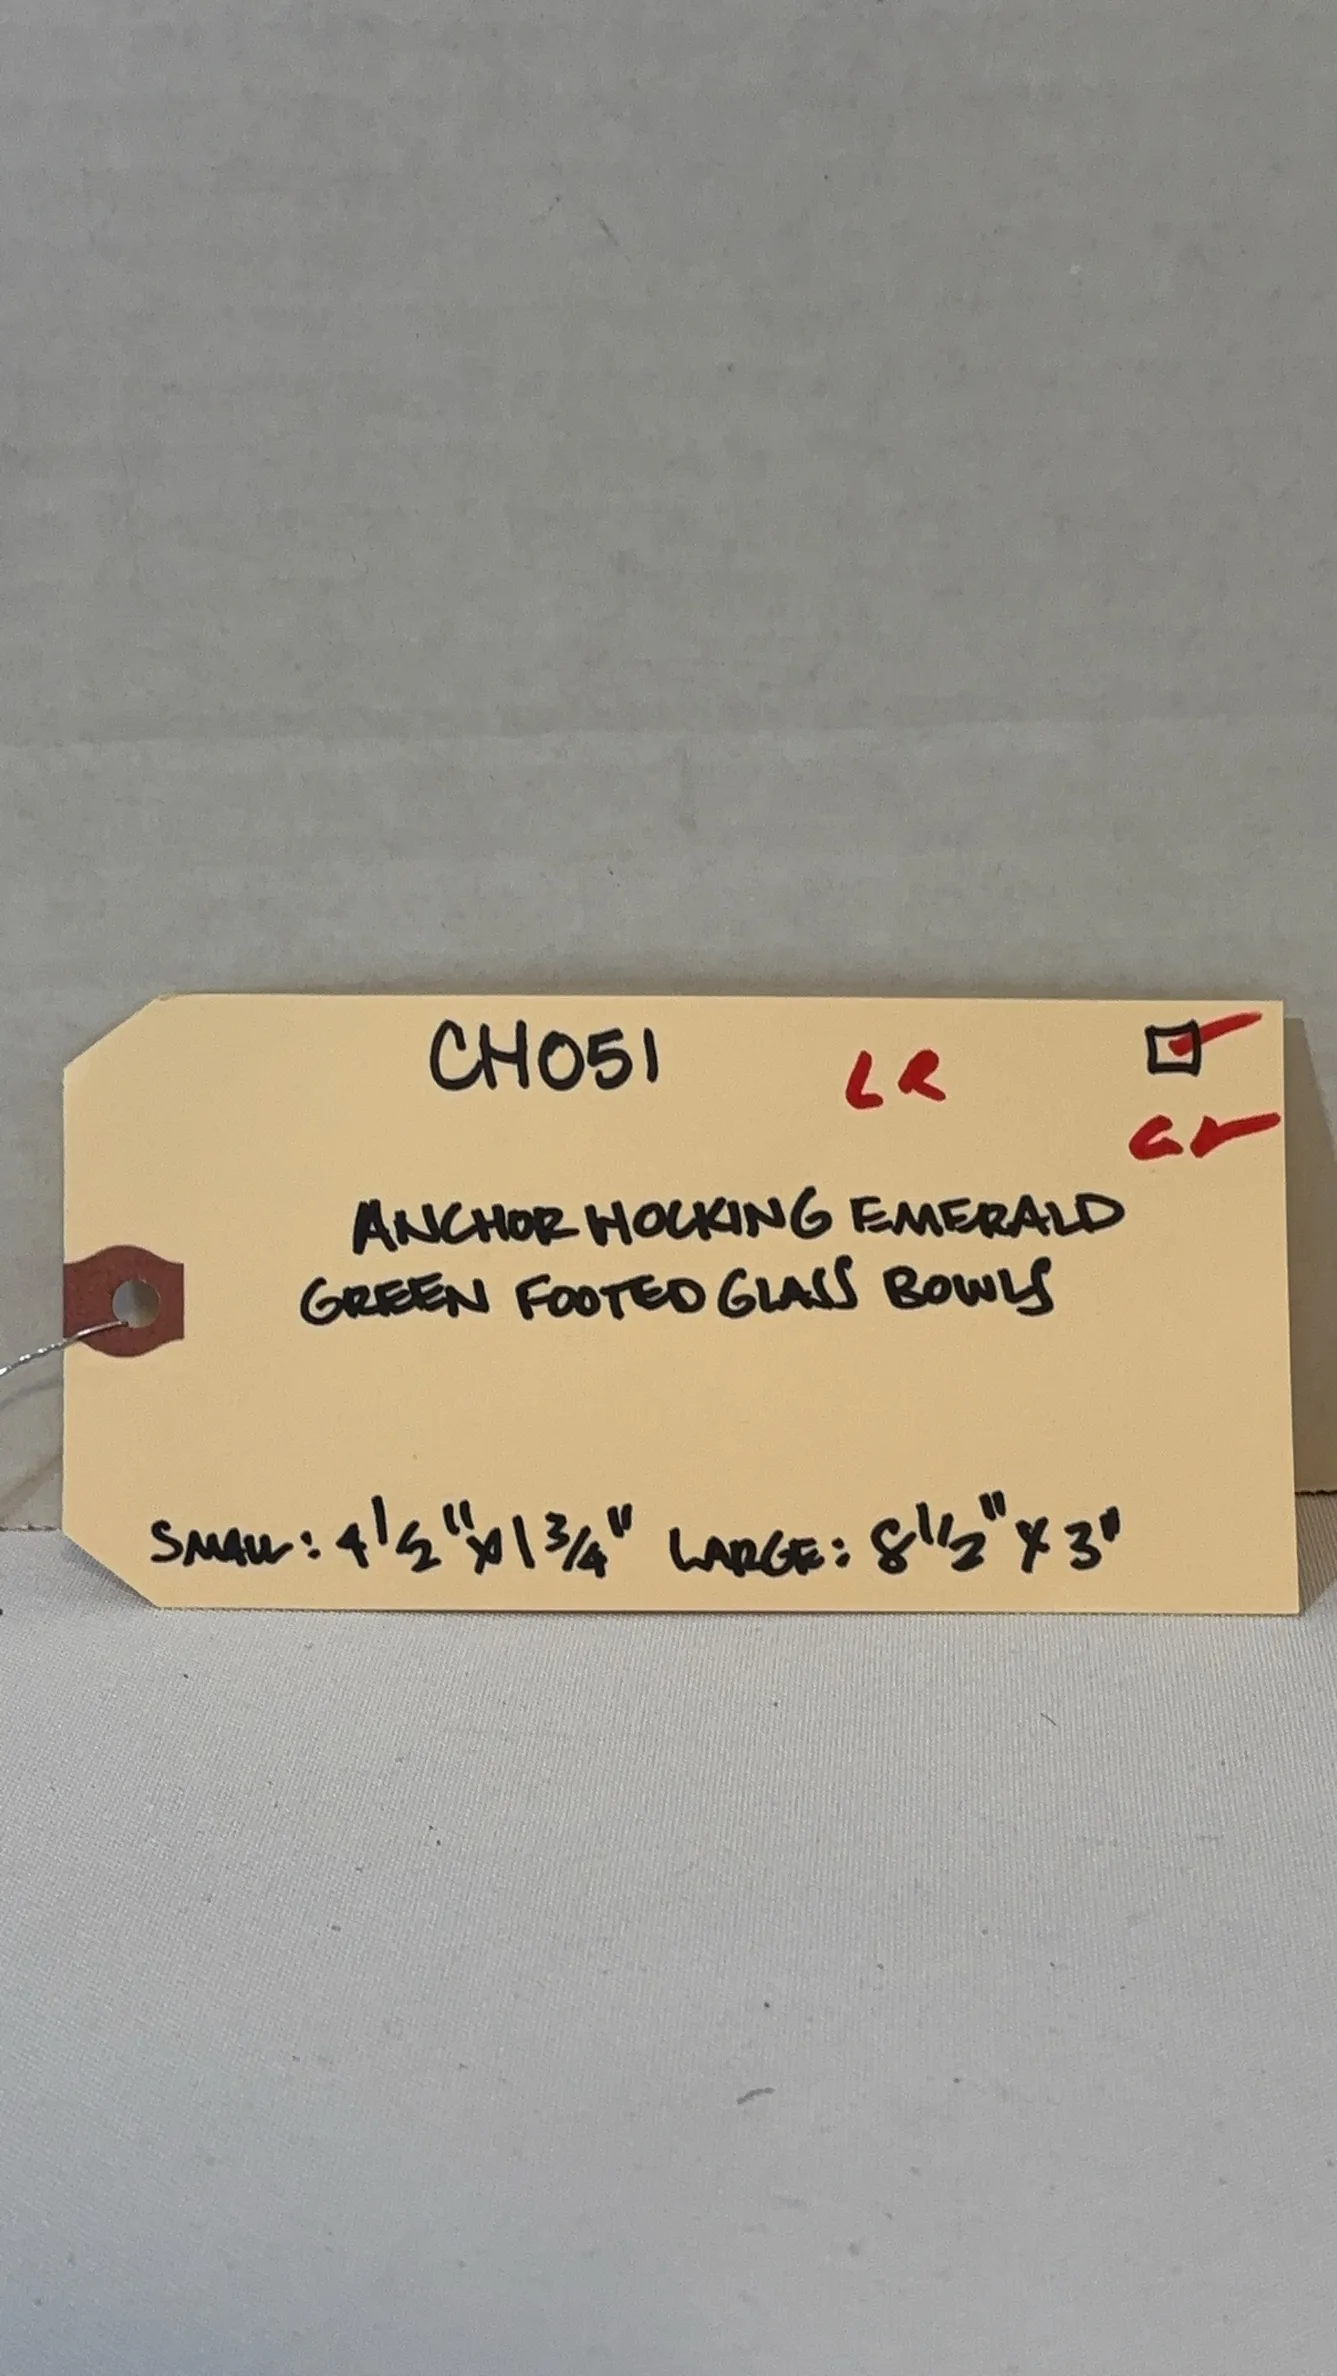 CH051 LR
ANCHOR HOCKING EMERALD
GREEN FOOTED GLASS BOWLS
SMALL: 4 1/2" x 1 3/4" LARGE: 8 1/2" x 3"